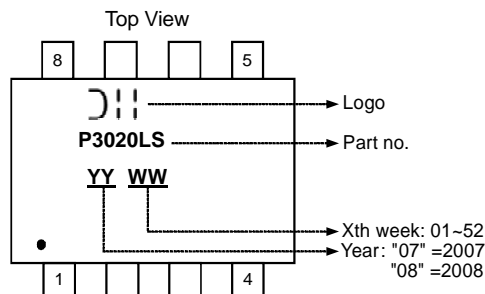 Top View
8 5
Logo
P3020LS Part no.
YY WW
Xth week: 01~52
Year: "07" =2007
"08" =2008
1 4